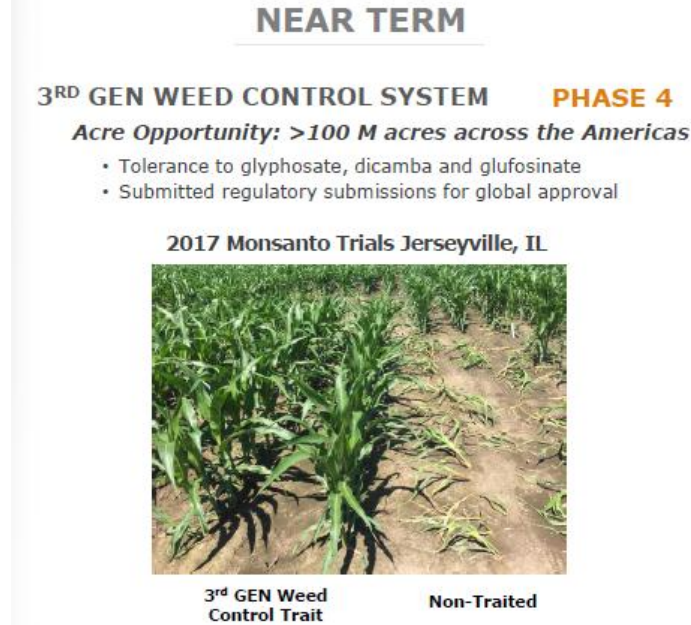 NEAR TERM
3RD GEN WEED CONTROL SYSTEM PHASE 4
Acre Opportunity: >100 M acres across the Americas
• Tolerance to glyphosate, dicamba and glufosinate
• Submitted regulatory submissions for global approval
2017 Monsanto Trials Jerseyville, IL
3rd GEN Weed Non-Traited
Control Trait